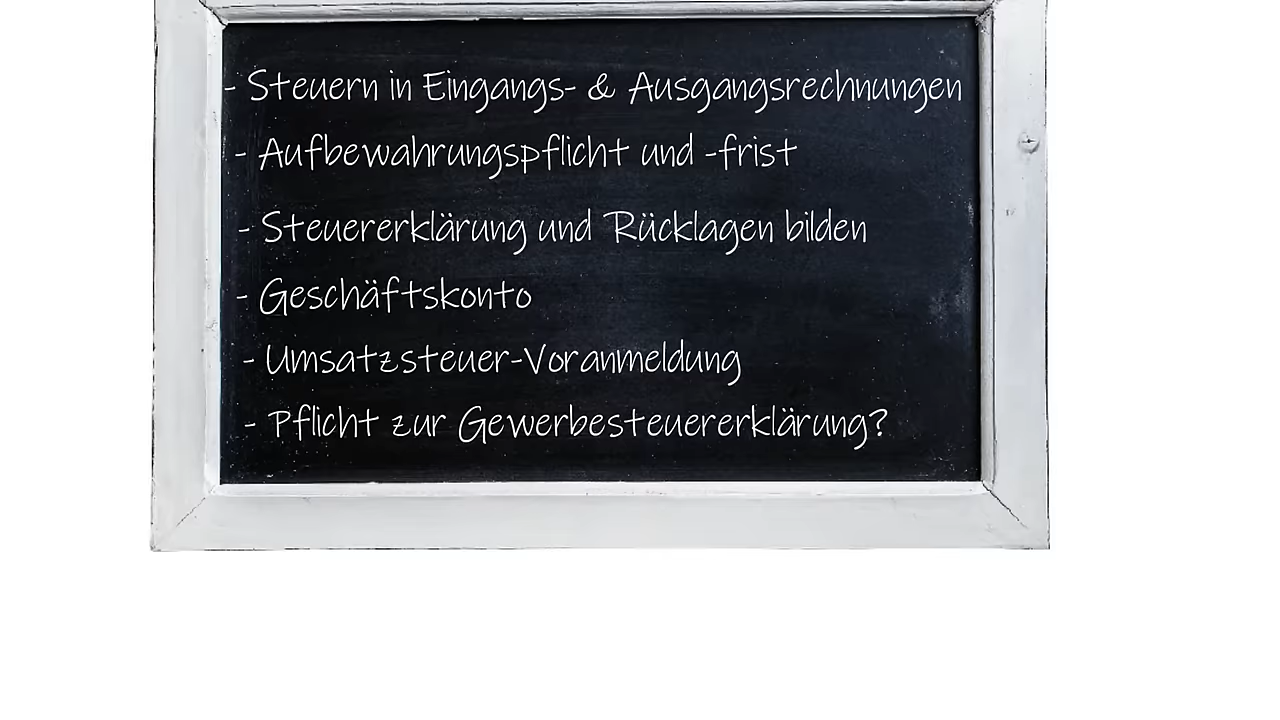 - Steuern in Eingangs- & Ausgangsrechnungen
- Aufbewahrungspflicht und -frist
- Steuererklärung und Rücklagen bilden
- Geschäftskonto
- Umsatzsteuer-Voranmeldung
- Pflicht zur Gewerbesteuererklärung?